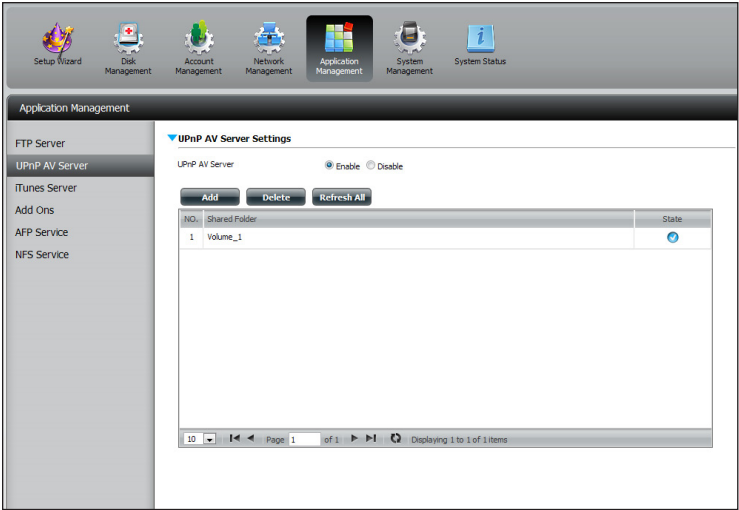 Setup Wizard
Disk Management
Account Management
Network Management
Application Management
System Management
System Status
Application Management
FTP Server
UPnP AV Server
iTunes Server
Add Ons
AFP Service
NFS Service
UPnP AV Server Settings
UPnP AV Server Enable Disable
Add Delete Refresh All
NO. Shared Folder State
1 Volume_1
10 Page 1 of 1 Displaying 1 to 1 of 1 items